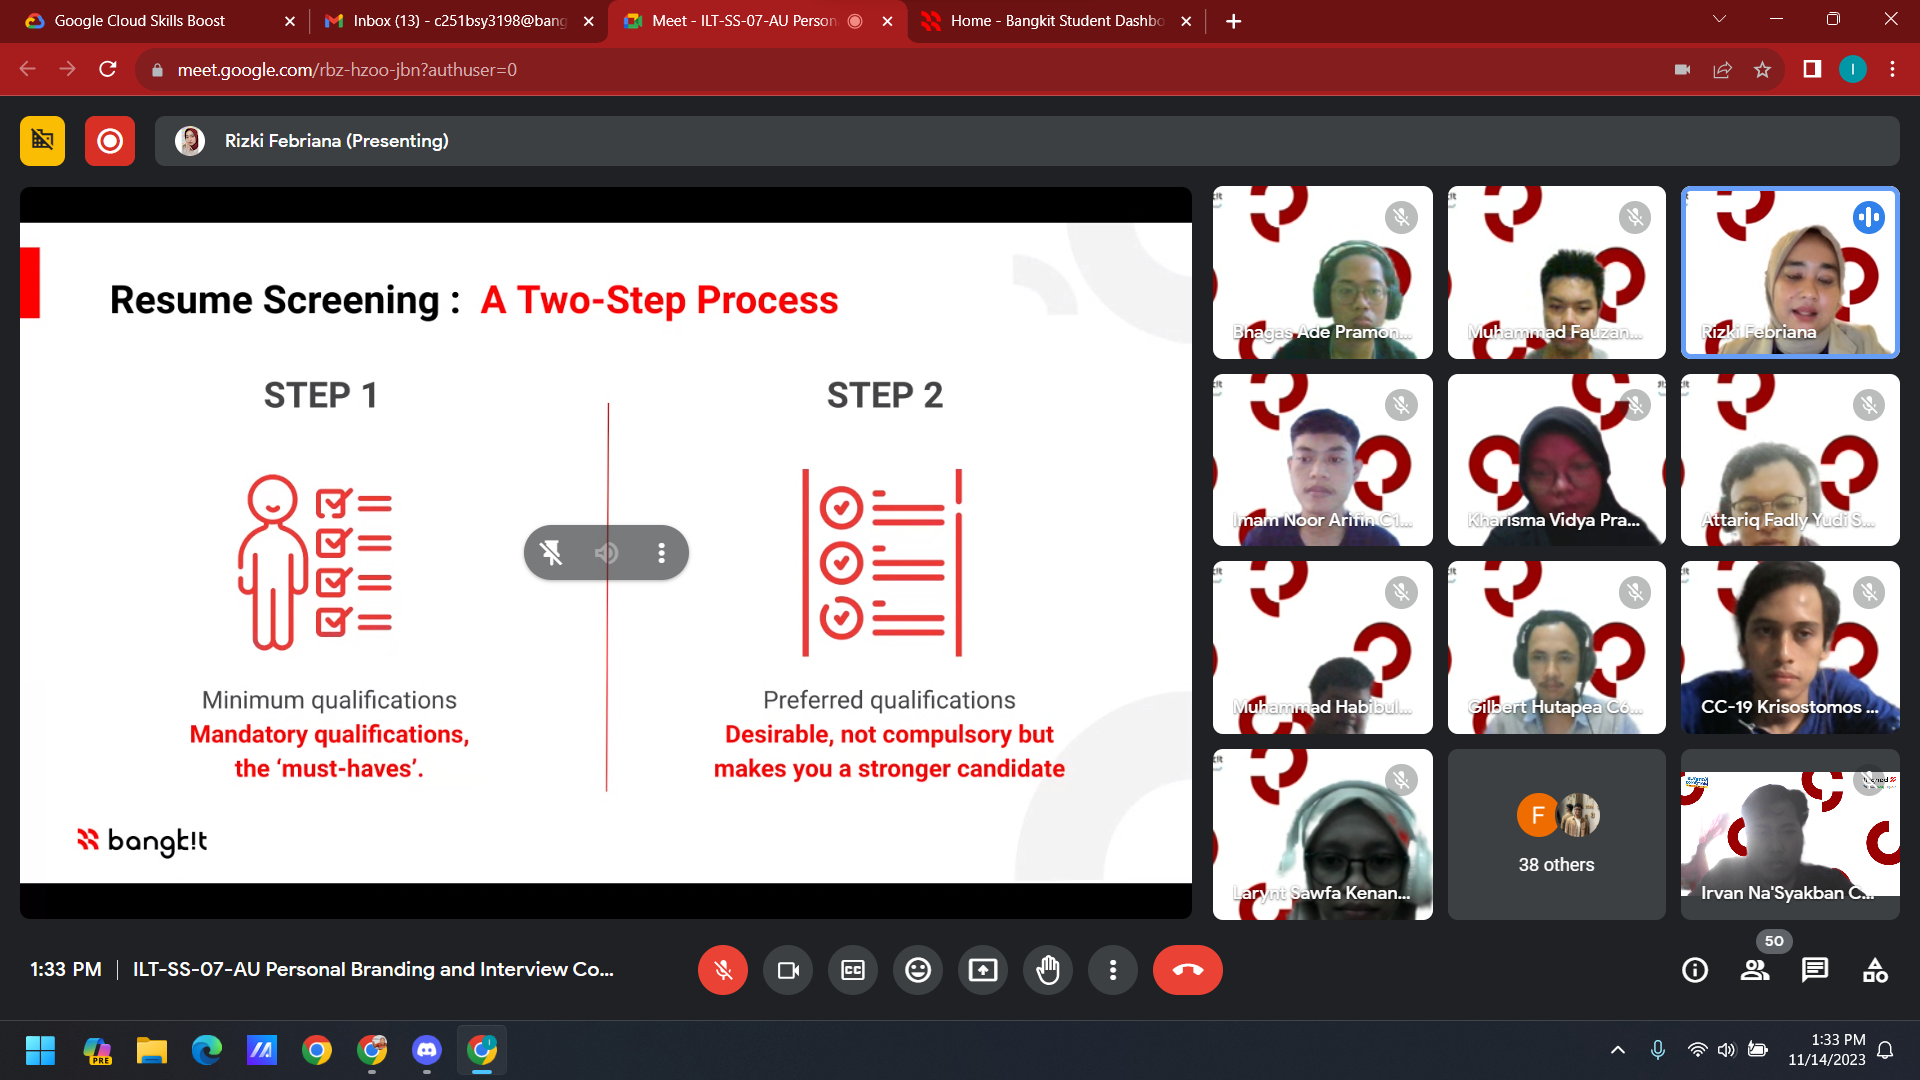 Google Cloud Skills Boost
Inbox (13) - c251bsy3198@bang
Meet - ILT-SS-07-AU Person
Home - Bangkit Student Dashbo
meet.google.com/rbz-hzoo-jbn?authuser=0
I
Rizki Febriana (Presenting)
Resume Screening : A Two-Step Process
STEP 1
STEP 2
Minimum qualifications
Mandatory qualifications,
the ‘must-haves’.
Preferred qualifications
Desirable, not compulsory but
makes you a stronger candidate
bangk!t
Bhagas Ade Pramon...
Muhammad Fauzan...
Rizki Febriana
Imam Noor Arifin C1...
Kharisma Vidya Pra...
Attariq Fadly Yudi S...
Muhammad Habibul...
Gilbert Hutapea C6...
CC-19 Krisostomos ...
Larynt Sawfa Kenan...
F
38 others
Irvan Na'Syakban C...
1:33 PM
ILT-SS-07-AU Personal Branding and Interview Co...
CC
50
PRE
1:33 PM
11/14/2023